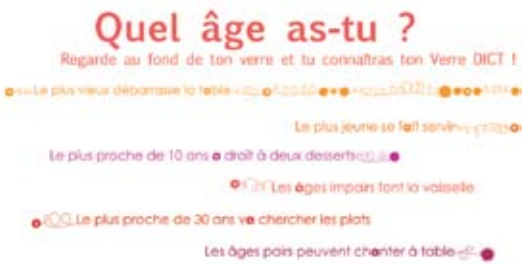 Quel âge as-tu ?
Regarde au fond de ton verre et tu connaîtras ton Verre DICT !
Le plus vieux débarrasse la table
Le plus jeune se fait servir
Le plus proche de 10 ans a droit à deux desserts
Les âges impairs font la vaisselle
Le plus proche de 30 ans va chercher les plats
Les âges pairs peuvent chanter à table